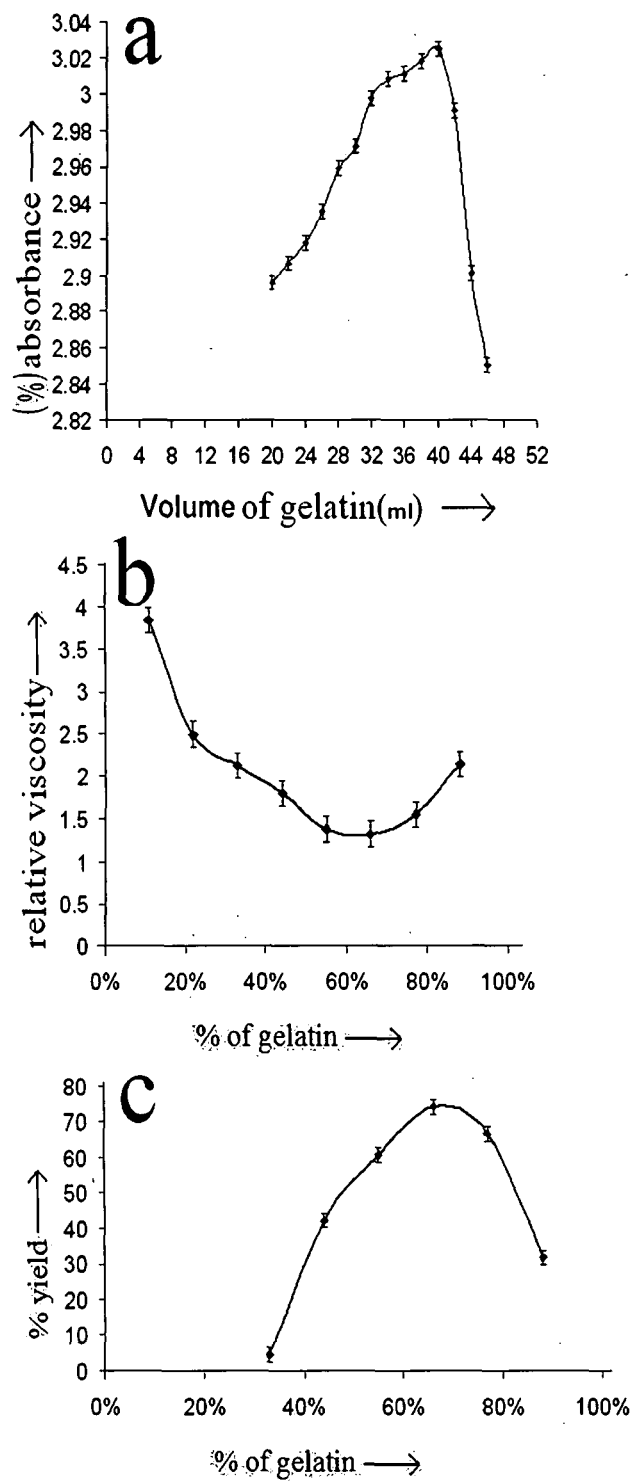 a
3.04
3.02
3
2.98
2.96
2.94
2.92
2.9
2.88
2.86
2.84
2.82
(%)absorbance
0 4 8 12 16 20 24 28 32 36 40 44 48 52
Volume of gelatin(ml)
b
4.5
4
3.5
3
2.5
2
1.5
1
0.5
0
relative viscosity
0% 20% 40% 60% 80% 100%
% of gelatin
c
80
70
60
50
40
30
20
10
0
% yield
0% 20% 40% 60% 80% 100%
% of gelatin